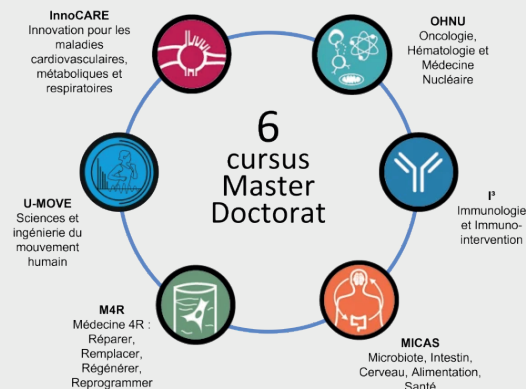 InnoCARE
Innovation pour les
maladies
cardiovasculaires,
métaboliques et
respiratoires
OHNU
Oncologie,
Hématologie et
Médecine
Nucléaire
6
cursus
Master
Doctorat
U-MOVE
Sciences et
ingénierie du
mouvement
humain
I³
Immunologie
et Immuno-
intervention
M4R
Médecine 4R :
Réparer,
Remplacer,
Régénérer,
Reprogrammer
MICAS
Microbiote, Intestin,
Cerveau, Alimentation,
Santé